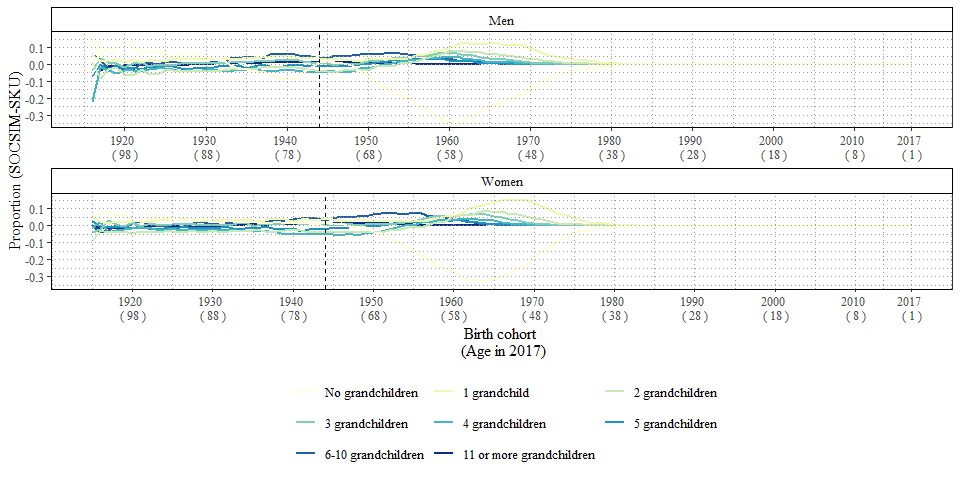 Men
0.1
0.0
-0.1
-0.2
-0.3
1920 1930 1940 1950 1960 1970 1980 1990 2000 2010 2017
( 98 ) ( 88 ) ( 78 ) ( 68 ) ( 58 ) ( 48 ) ( 38 ) ( 28 ) ( 18 ) ( 8 ) ( 1 )
Proportion (SOCSIM-SKU)
Women
0.1
0.0
-0.1
-0.2
-0.3
1920 1930 1940 1950 1960 1970 1980 1990 2000 2010 2017
( 98 ) ( 88 ) ( 78 ) ( 68 ) ( 58 ) ( 48 ) ( 38 ) ( 28 ) ( 18 ) ( 8 ) ( 1 )
Birth cohort
(Age in 2017)
No grandchildren 1 grandchild 2 grandchildren
3 grandchildren 4 grandchildren 5 grandchildren
6-10 grandchildren 11 or more grandchildren